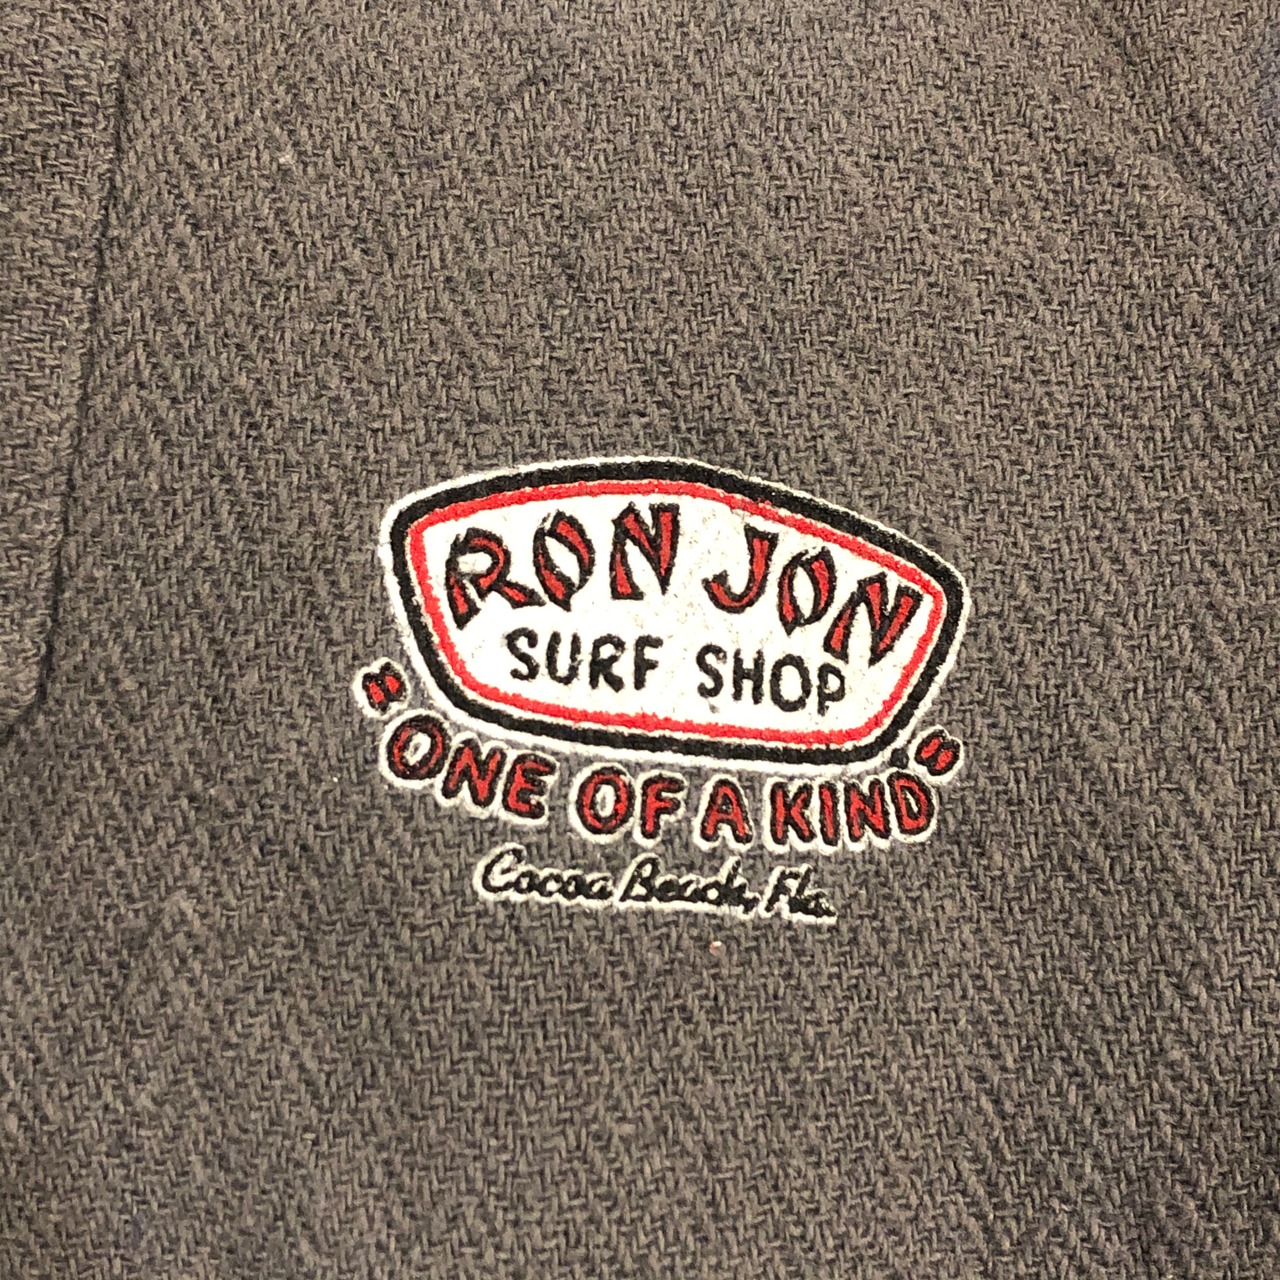 RON JON
SURF SHOP
"ONE OF A KIND"
Cocoa Beach, Fla.